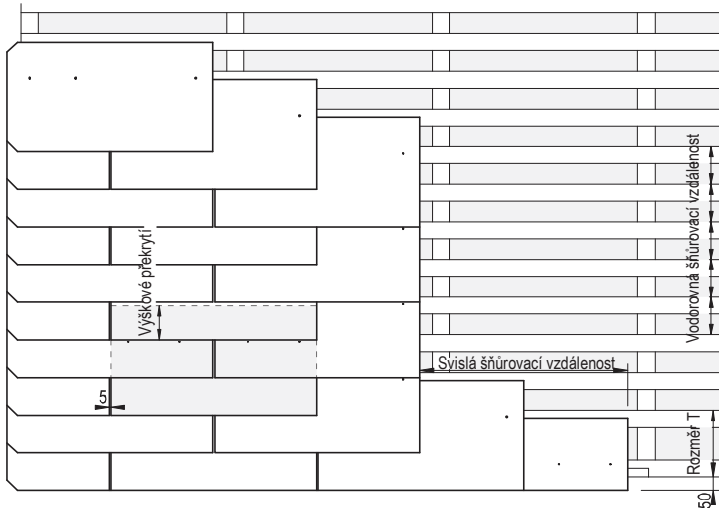 Výškové překrytí
Vodorovná šňůrovací vzdálenost
Svislá šňůrovací vzdálenost
5
Rozměr T
50